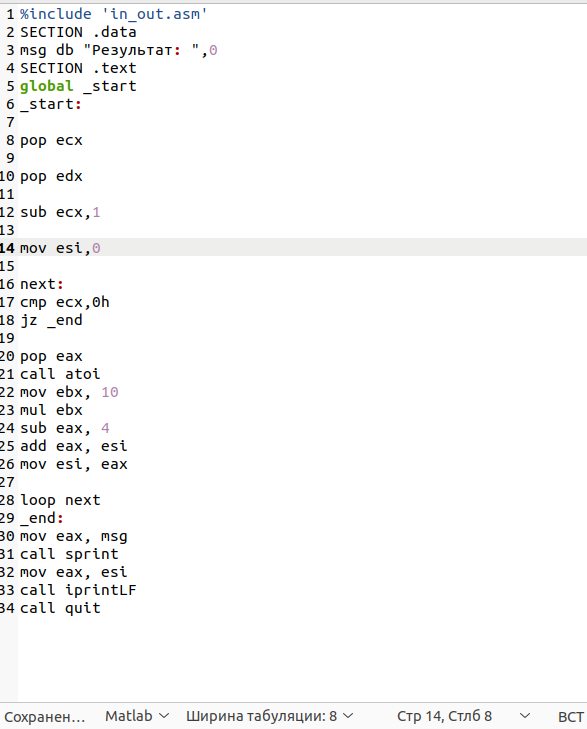 1 %include 'in_out.asm'
2 SECTION .data
3 msg db "Результат: ",0
4 SECTION .text
5 global _start
6 _start:
7
8 pop ecx
9
10 pop edx
11
12 sub ecx,1
13
14 mov esi,0
15
16 next:
17 cmp ecx,0h
18 jz _end
19
20 pop eax
21 call atoi
22 mov ebx, 10
23 mul ebx
24 sub eax, 4
25 add eax, esi
26 mov esi, eax
27
28 loop next
29 _end:
30 mov eax, msg
31 call sprint
32 mov eax, esi
33 call iprintLF
34 call quit
Сохранен… Matlab Ширина табуляции: 8 Стр 14, Стлб 8 ВСТ